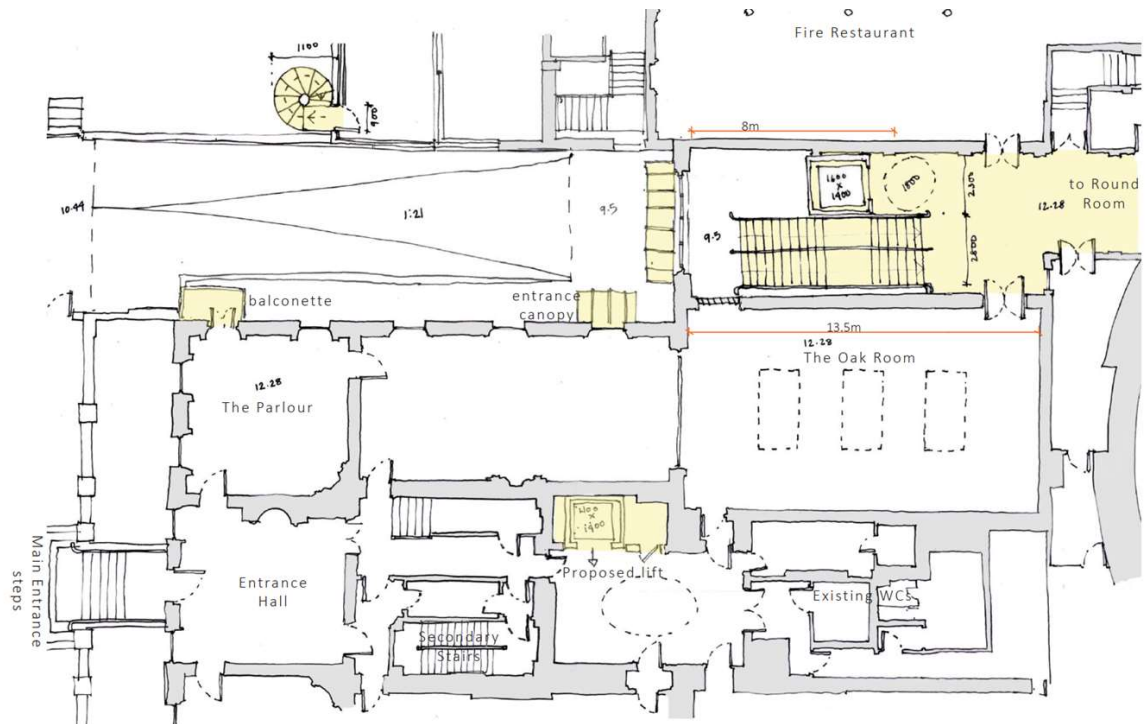 Fire Restaurant
1100
900
8m
1600
x
1400
1800
2300
to Round
Room
12.28
10.44
1:21
9.5
9.5
2800
balconette
entrance
canopy
13.5m
12.28
The Oak Room
12.28
The Parlour
x
1400
Proposed lift
Main Entrance
steps
Entrance
Hall
Existing WCs
Secondary
Stairs